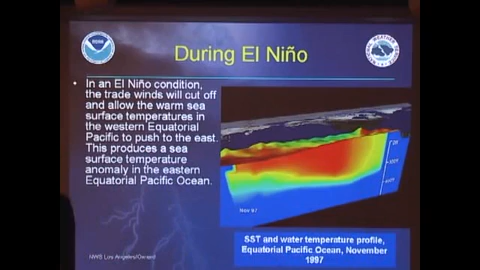 During El Niño
• In an El Niño condition,
the trade winds will cut off
and allow the warm sea
surface temperatures in
the western Equatorial
Pacific to push to the east.
This produces a sea
surface temperature
anomaly in the eastern
Equatorial Pacific Ocean.
Nov 97
SST and water temperature profile,
Equatorial Pacific Ocean, November
1997
NWS Los Angeles/Oxnard